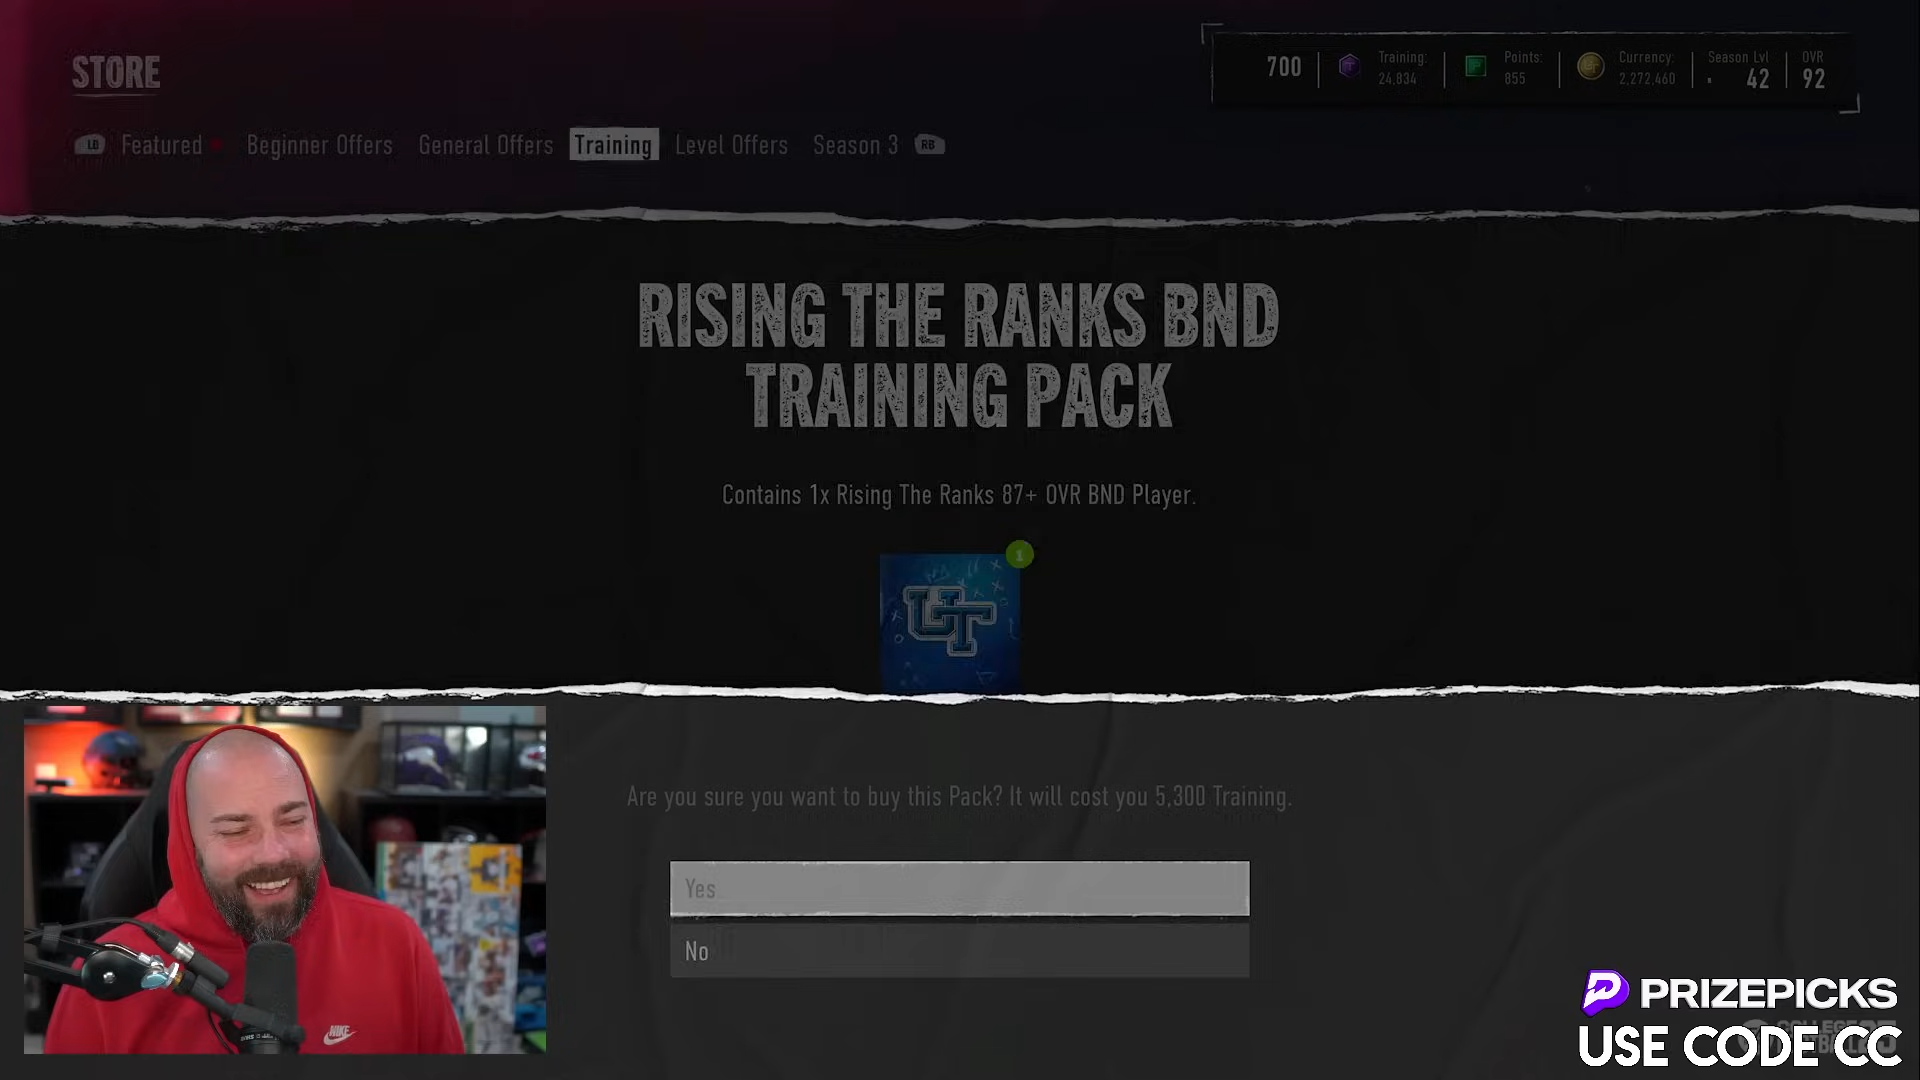 STORE
700
Training:
24,834
Points:
855
Currency:
2,272,460
Season Lvl
42
OVR
92
LB Featured Beginner Offers General Offers Training Level Offers Season 3 RB
RISING THE RANKS BND
TRAINING PACK
Contains 1x Rising The Ranks 87+ OVR BND Player.
1
UT
Are you sure you want to buy this Pack? It will cost you 5,300 Training.
Yes
No
NIKE
PRIZEPICKS
USE CODE CC